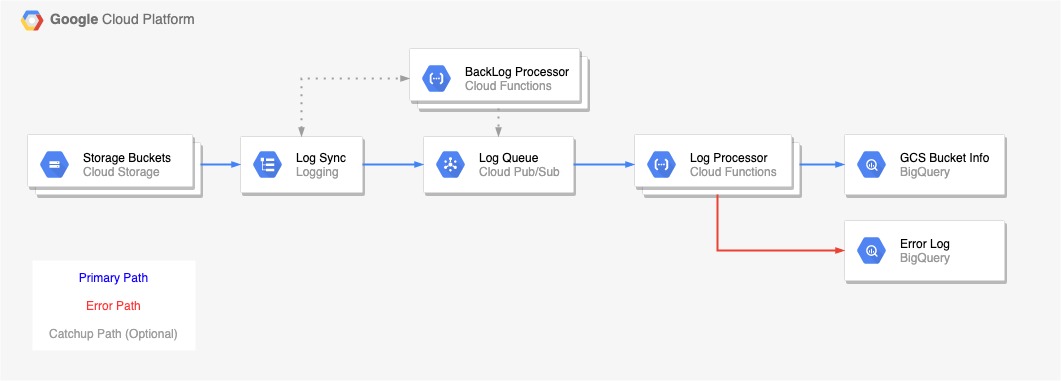 Google Cloud Platform
BackLog Processor
Cloud Functions
Storage Buckets
Cloud Storage
Log Sync
Logging
Log Queue
Cloud Pub/Sub
Log Processor
Cloud Functions
GCS Bucket Info
BigQuery
Error Log
BigQuery
Primary Path
Error Path
Catchup Path (Optional)